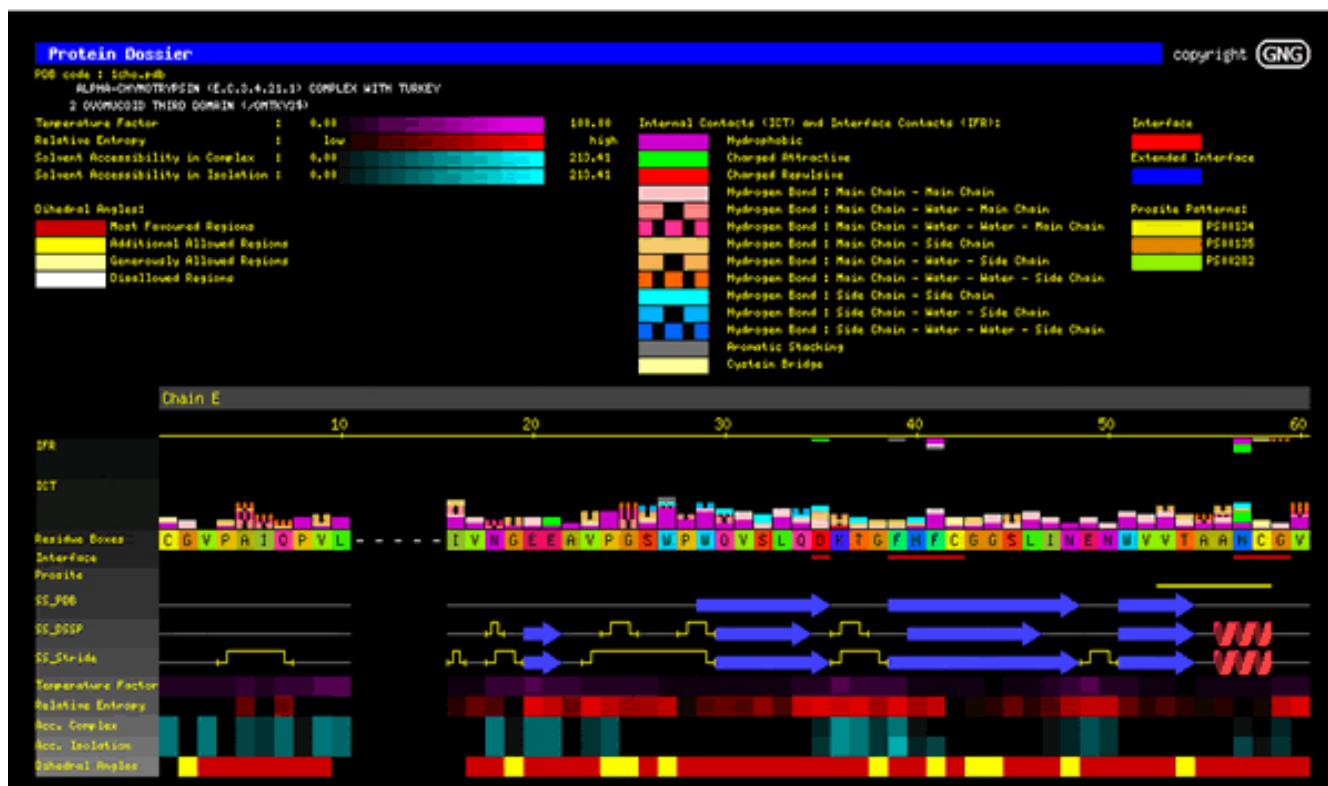 Protein Dossier
copyright GNG
PDB code : 1cho.pdb
ALPHA-CHYMOTRYPSIN (E.C.3.4.21.1) COMPLEX WITH TURKEY
2 OVOMUCOID THIRD DOMAIN (/OMTKY3$)
Temperature Factor : 0.00 100.00
Relative Entropy : low high
Solvent Accessibility in Complex : 0.00 213.41
Solvent Accessibility in Isolation : 0.00 213.41
Dihedral Angles:
Most Favoured Regions
Additional Allowed Regions
Generously Allowed Regions
Disallowed Regions
Internal Contacts (ICT) and Interface Contacts (IFR):
Hydrophobic
Charged Attractive
Charged Repulsive
Hydrogen Bond : Main Chain - Main Chain
Hydrogen Bond : Main Chain - Water - Main Chain
Hydrogen Bond : Main Chain - Water - Water - Main Chain
Hydrogen Bond : Main Chain - Side Chain
Hydrogen Bond : Main Chain - Water - Side Chain
Hydrogen Bond : Main Chain - Water - Water - Side Chain
Hydrogen Bond : Side Chain - Side Chain
Hydrogen Bond : Side Chain - Water - Side Chain
Hydrogen Bond : Side Chain - Water - Water - Side Chain
Aromatic Stacking
Cystein Bridge
Interface
Extended Interface
Prosite Patterns:
PS00134
PS00135
PS00282
Chain E
10 20 30 40 50 60
IFR
ICT
Residue Boxes C G V P A I Q P V L - - - - - I V N G E E A V P G S W P W Q V S L Q D K T G F H F C G G S L I N E N W V V T A A H C G V
Interface
Prosite
SS_PDB
SS_DSSP
SS_Stride
Temperature Factor
Relative Entropy
Acc. Complex
Acc. Isolation
Dihedral Angles